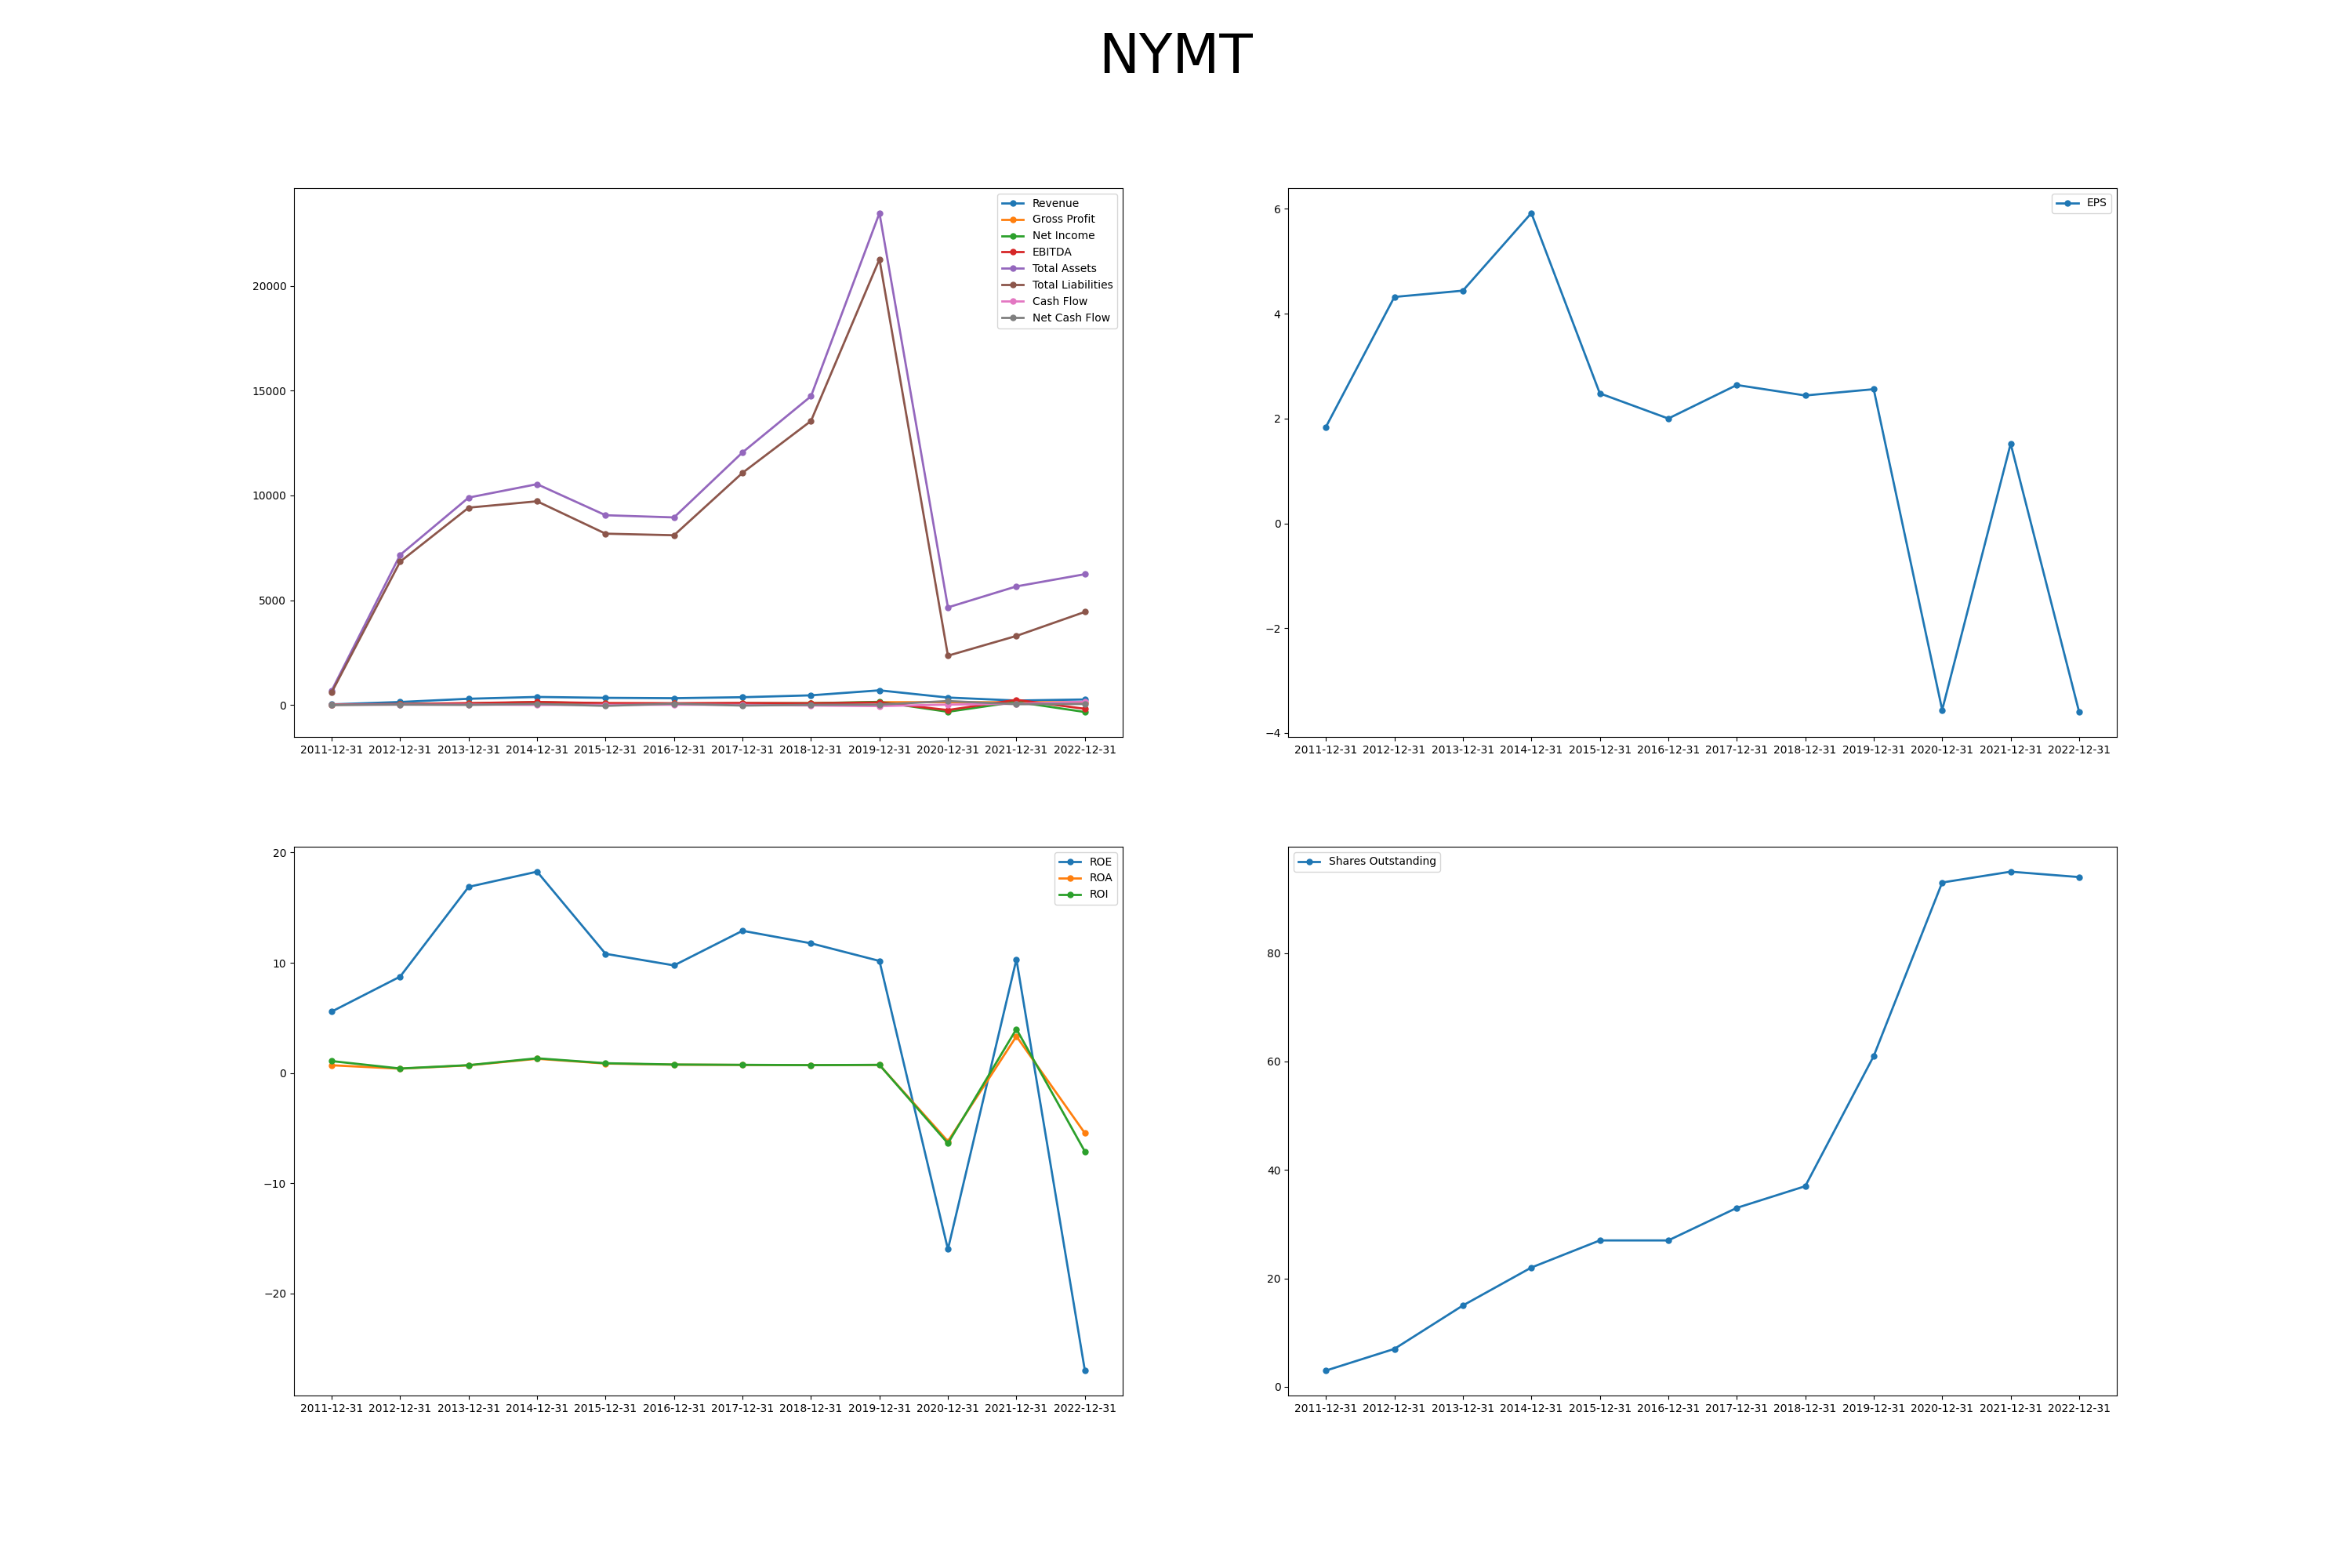 NYMT
Revenue
Gross Profit
Net Income
EBITDA
Total Assets
Total Liabilities
Cash Flow
Net Cash Flow
20000
15000
10000
5000
0
2011-12-31 2012-12-31 2013-12-31 2014-12-31 2015-12-31 2016-12-31 2017-12-31 2018-12-31 2019-12-31 2020-12-31 2021-12-31 2022-12-31
EPS
6
4
2
0
−2
−4
2011-12-31 2012-12-31 2013-12-31 2014-12-31 2015-12-31 2016-12-31 2017-12-31 2018-12-31 2019-12-31 2020-12-31 2021-12-31 2022-12-31
ROE
ROA
ROI
20
10
0
−10
−20
2011-12-31 2012-12-31 2013-12-31 2014-12-31 2015-12-31 2016-12-31 2017-12-31 2018-12-31 2019-12-31 2020-12-31 2021-12-31 2022-12-31
Shares Outstanding
80
60
40
20
0
2011-12-31 2012-12-31 2013-12-31 2014-12-31 2015-12-31 2016-12-31 2017-12-31 2018-12-31 2019-12-31 2020-12-31 2021-12-31 2022-12-31